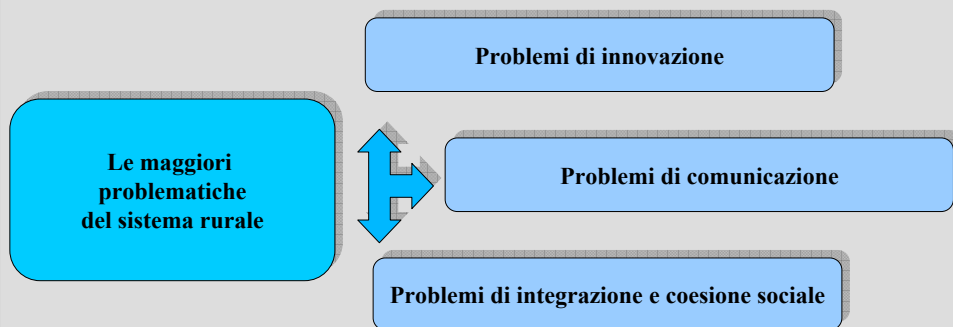 Problemi di innovazione
Le maggiori
problematiche
del sistema rurale
Problemi di comunicazione
Problemi di integrazione e coesione sociale